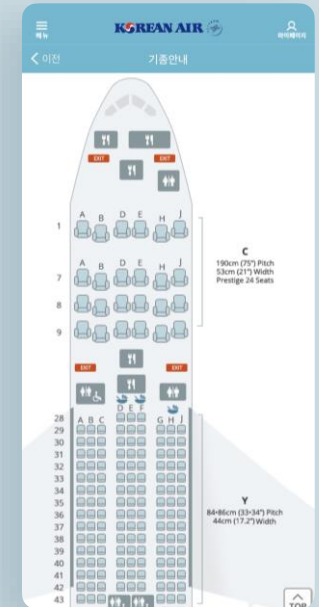 메뉴
KOREAN AIR
마이페이지
이전
기종안내
EXIT EXIT
A B D E H J
1
C
190cm (75") Pitch
53cm (21") Width
Prestige 24 Seats
A B D E H J
7
8
9
EXIT EXIT
D E F
28 A B C G H J
29
30
31
32
33
34
35
36
37
38
39
40
41
42
43
Y
84~86cm (33~34") Pitch
44cm (17.2") Width
TOP